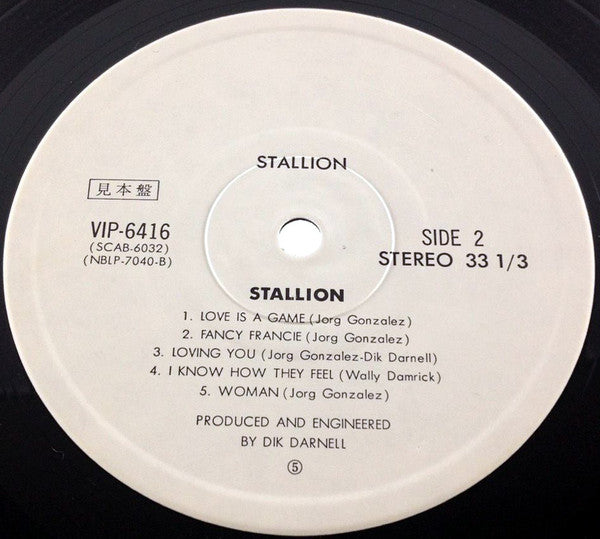 STALLION
見本盤
VIP-6416
(SCAB-6032)
(NBLP-7040-B)
SIDE 2
STEREO 33 1/3
STALLION
1. LOVE IS A GAME (Jorg Gonzalez)
2. FANCY FRANCIE (Jorg Gonzalez)
3. LOVING YOU (Jorg Gonzalez-Dik Darnell)
4. I KNOW HOW THEY FEEL (Wally Damrick)
5. WOMAN (Jorg Gonzalez)
PRODUCED AND ENGINEERED
BY DIK DARNELL
⑤